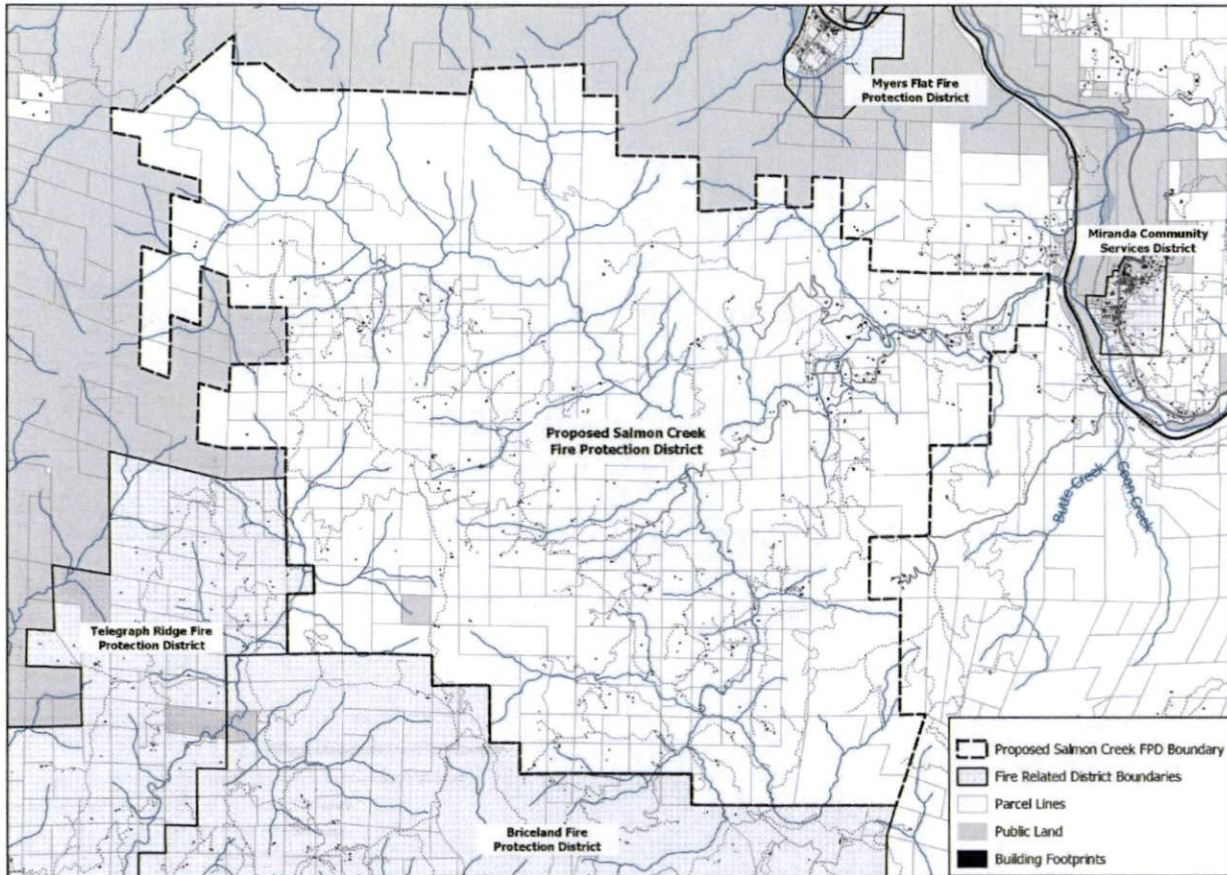 Myers Flat Fire
Protection District
Miranda Community
Services District
Proposed Salmon Creek
Fire Protection District
Butte Creek
Coon Creek
Telegraph Ridge Fire
Protection District
Briceland Fire
Protection District
Proposed Salmon Creek FPD Boundary
Fire Related District Boundaries
Parcel Lines
Public Land
Building Footprints